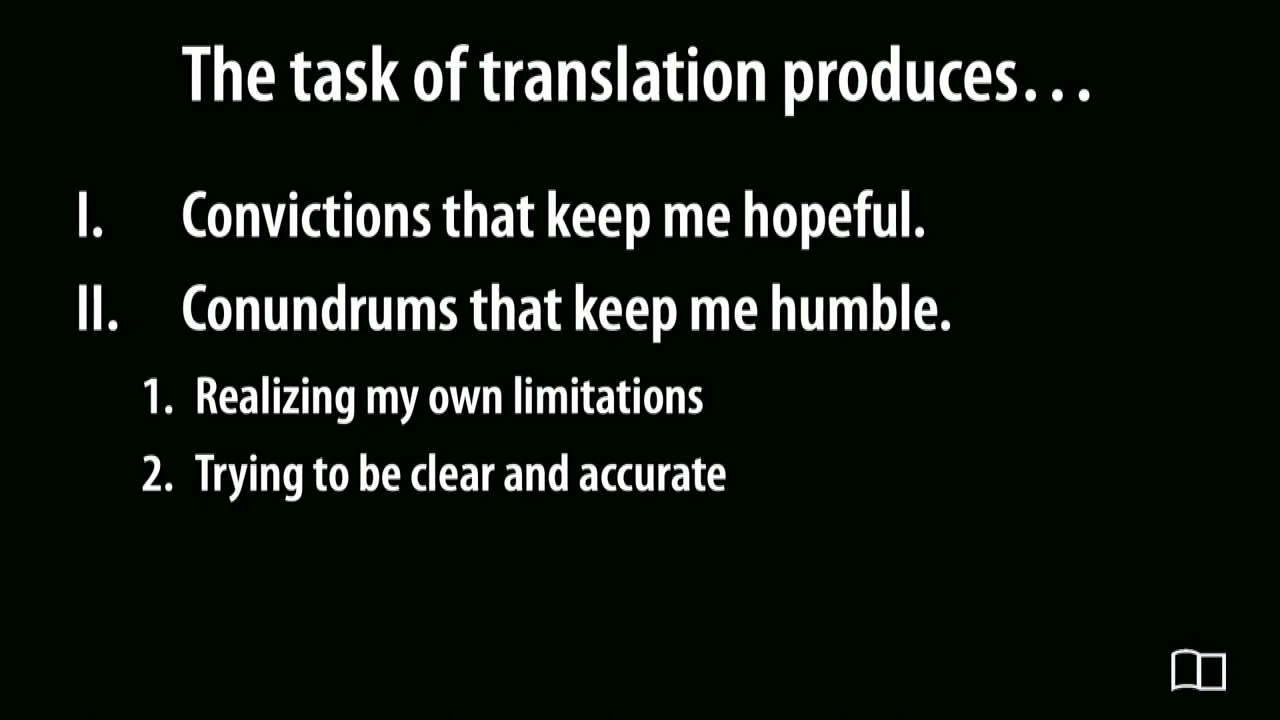 The task of translation produces…
I. Convictions that keep me hopeful.
II. Conundrums that keep me humble.
1. Realizing my own limitations
2. Trying to be clear and accurate